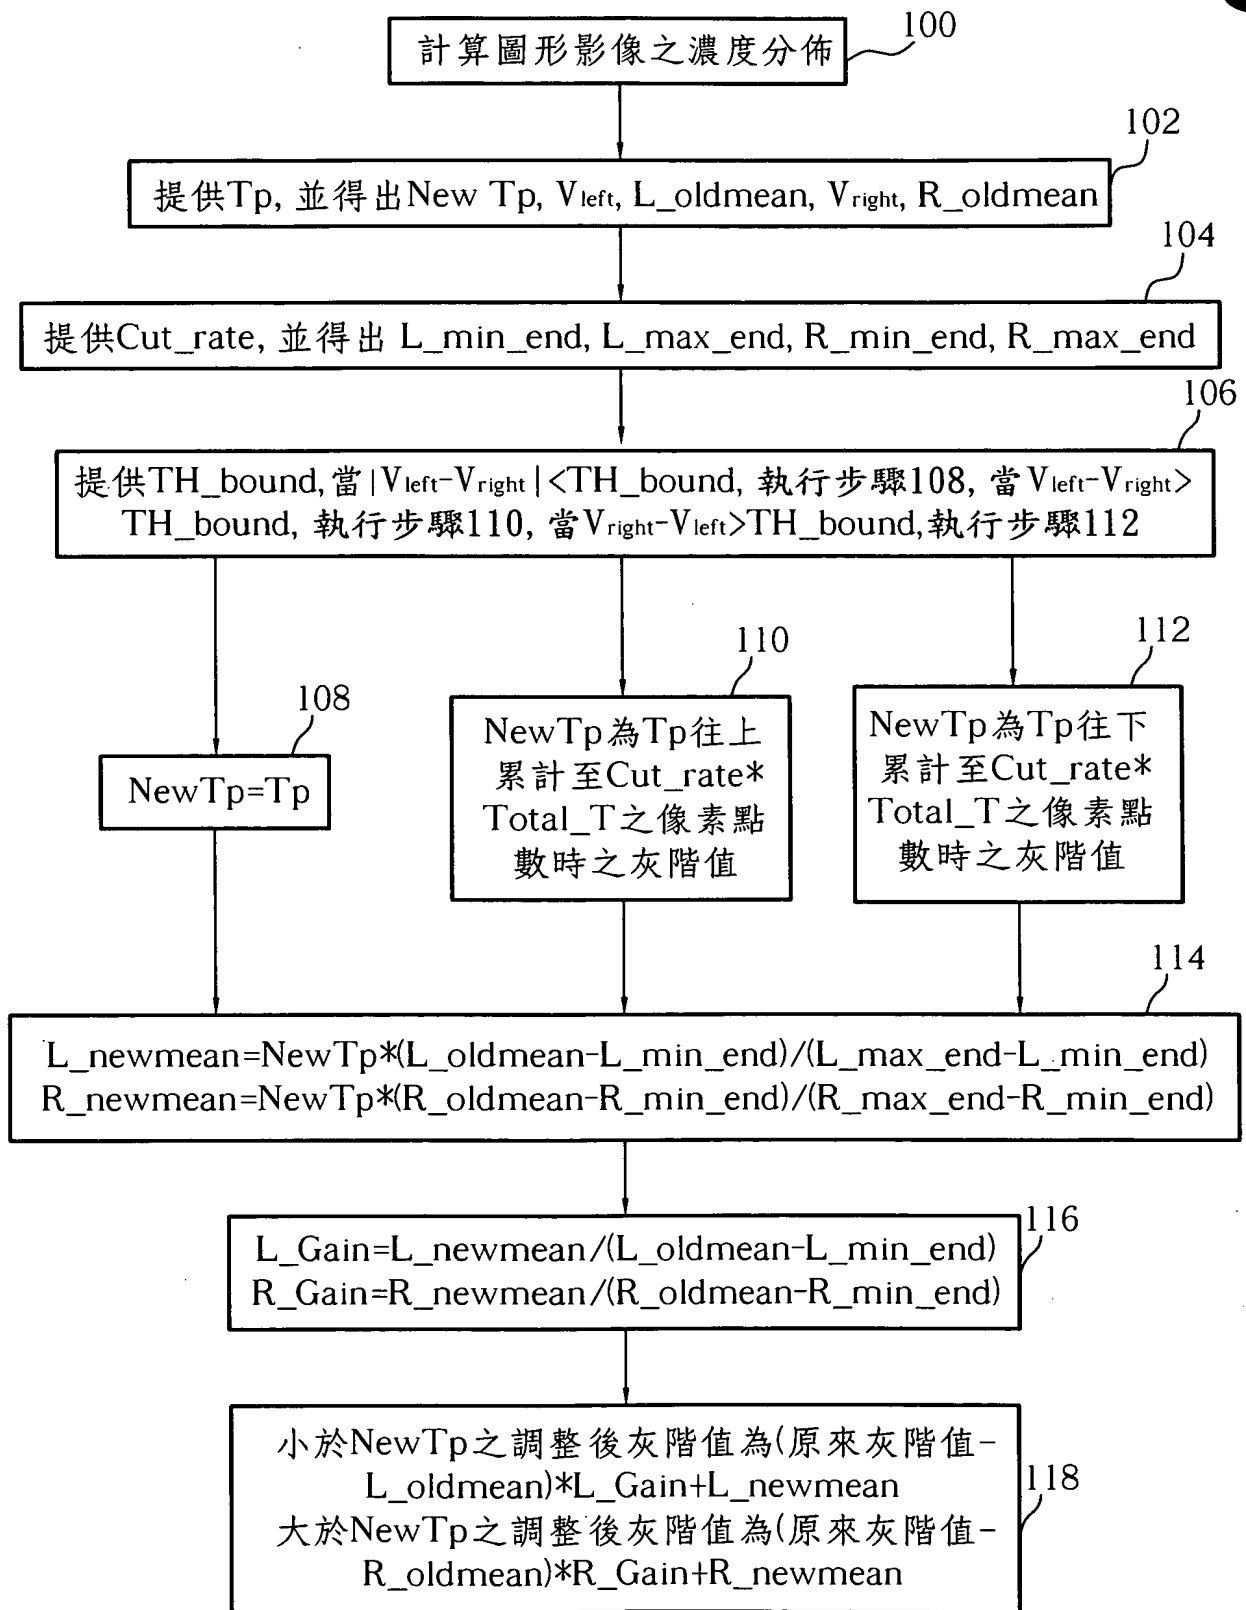 計算圖形影像之濃度分佈
100
102
提供Tp, 並得出New Tp, Vleft, L_oldmean, Vright, R_oldmean
104
提供Cut_rate, 並得出 L_min_end, L_max_end, R_min_end, R_max_end
106
提供TH_bound, 當|Vleft-Vright|<TH_bound, 執行步驟108, 當Vleft-Vright>
TH_bound, 執行步驟110, 當Vright-Vleft>TH_bound,執行步驟112
108
NewTp=Tp
110
NewTp為Tp往上
累計至Cut_rate*
Total_T之像素點
數時之灰階值
112
NewTp為Tp往下
累計至Cut_rate*
Total_T之像素點
數時之灰階值
114
L_newmean=NewTp*(L_oldmean-L_min_end)/(L_max_end-L_min_end)
R_newmean=NewTp*(R_oldmean-R_min_end)/(R_max_end-R_min_end)
116
L_Gain=L_newmean/(L_oldmean-L_min_end)
R_Gain=R_newmean/(R_oldmean-R_min_end)
118
小於NewTp之調整後灰階值為(原來灰階值-
L_oldmean)*L_Gain+L_newmean
大於NewTp之調整後灰階值為(原來灰階值-
R_oldmean)*R_Gain+R_newmean